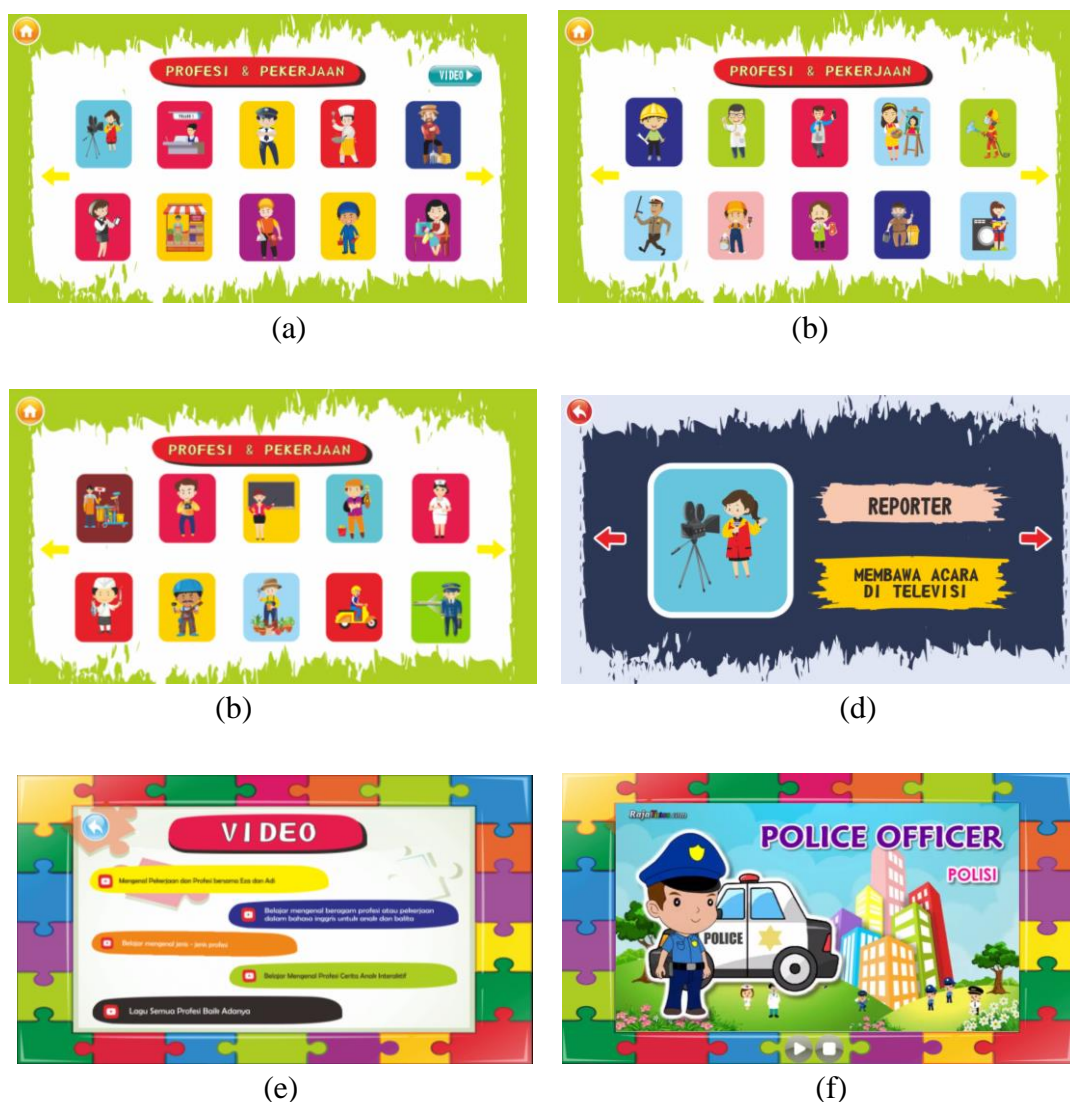 PROFESI & PEKERJAAN
VIDEO
TELLER 1
(a)
PROFESI & PEKERJAAN
(b)
PROFESI & PEKERJAAN
(b)
REPORTER
MEMBAWA ACARA
DI TELEVISI
(d)
VIDEO
Mengenal Pekerjaan dan Profesi bersama Eza dan Adi
Belajar mengenal beragam profesi atau pekerjaan
dalam bahasa inggris untuk anak dan balita
Belajar mengenal jenis - jenis profesi
Belajar Mengenal Profesi Cerita Anak Interaktif
Lagu Semua Profesi Baik Adanya
(e)
POLICE OFFICER
POLISI
POLICE
(f)